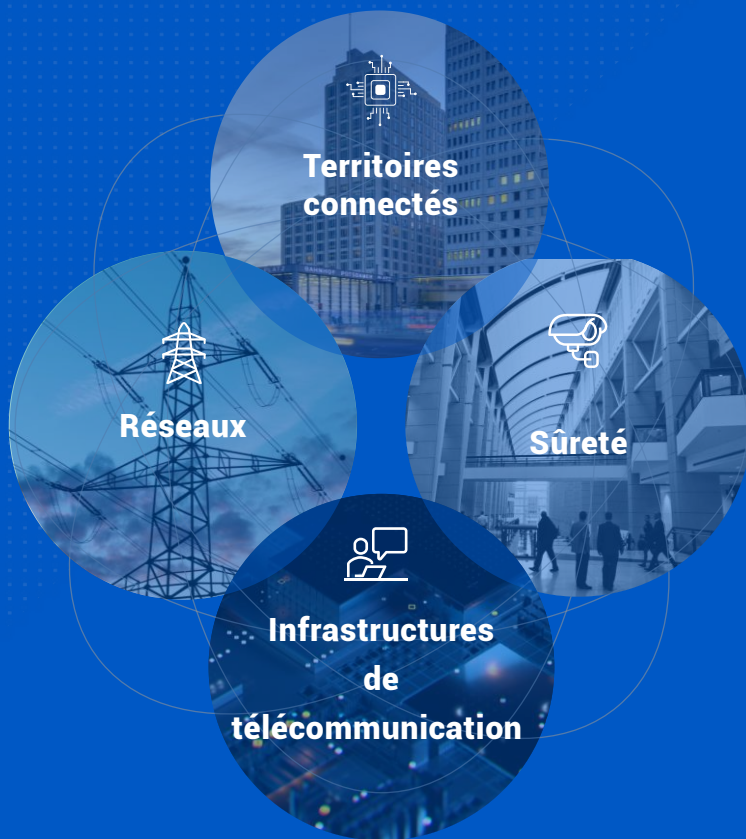 Territoires
connectés
Réseaux
Sûreté
Infrastructures
de
télécommunication